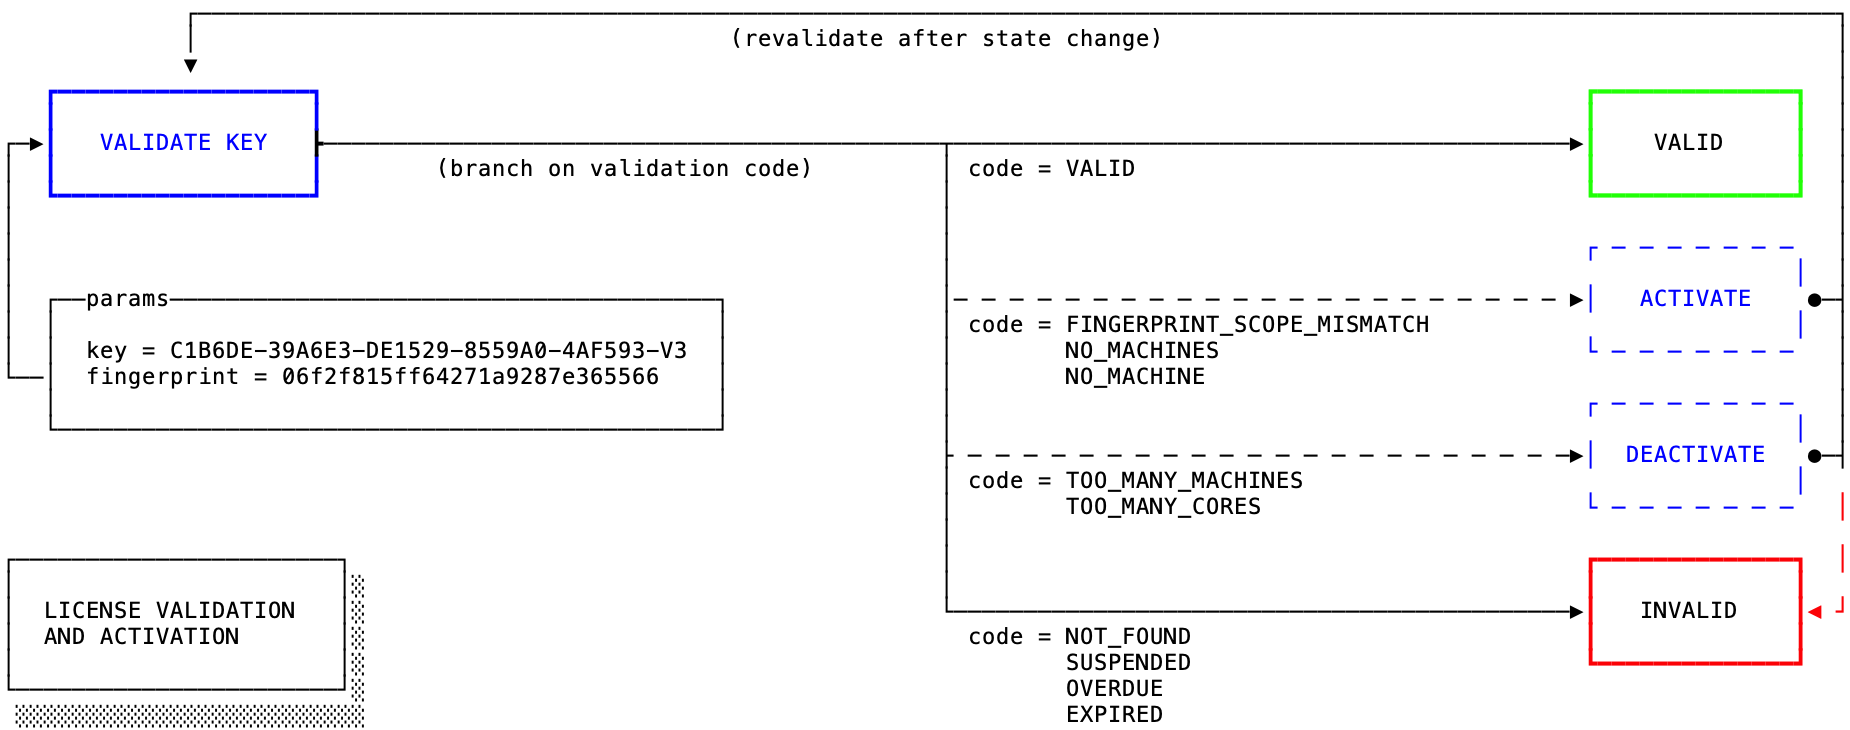 (revalidate after state change)
VALIDATE KEY
(branch on validation code)
code = VALID
VALID
params
key = C1B6DE-39A6E3-DE1529-8559A0-4AF593-V3
fingerprint = 06f2f815ff64271a9287e365566
code = FINGERPRINT_SCOPE_MISMATCH
NO_MACHINES
NO_MACHINE
ACTIVATE
code = TOO_MANY_MACHINES
TOO_MANY_CORES
DEACTIVATE
LICENSE VALIDATION
AND ACTIVATION
code = NOT_FOUND
SUSPENDED
OVERDUE
EXPIRED
INVALID